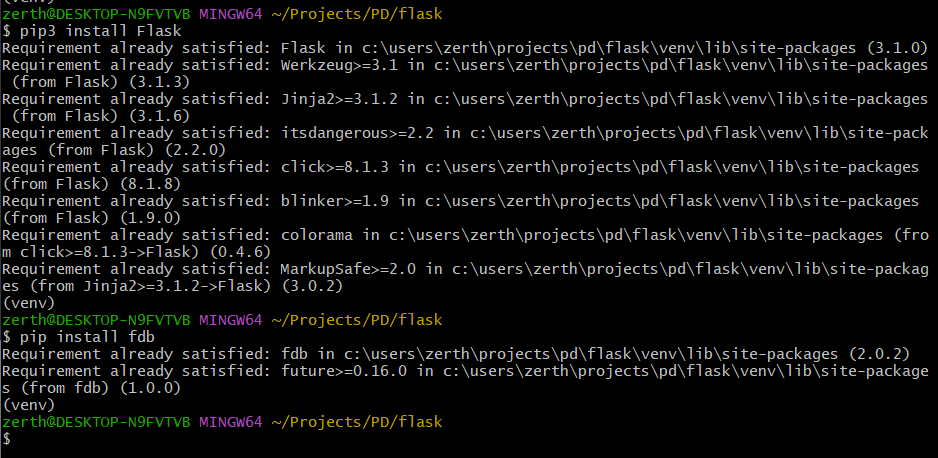 (venv)
zerth@DESKTOP-N9FVTVB MINGW64 ~/Projects/PD/flask
$ pip3 install Flask
Requirement already satisfied: Flask in c:\users\zerth\projects\pd\flask\venv\lib\site-packages (3.1.0)
Requirement already satisfied: Werkzeug>=3.1 in c:\users\zerth\projects\pd\flask\venv\lib\site-packages
 (from Flask) (3.1.3)
Requirement already satisfied: Jinja2>=3.1.2 in c:\users\zerth\projects\pd\flask\venv\lib\site-packages
 (from Flask) (3.1.6)
Requirement already satisfied: itsdangerous>=2.2 in c:\users\zerth\projects\pd\flask\venv\lib\site-pack
ages (from Flask) (2.2.0)
Requirement already satisfied: click>=8.1.3 in c:\users\zerth\projects\pd\flask\venv\lib\site-packages
(from Flask) (8.1.8)
Requirement already satisfied: blinker>=1.9 in c:\users\zerth\projects\pd\flask\venv\lib\site-packages
(from Flask) (1.9.0)
Requirement already satisfied: colorama in c:\users\zerth\projects\pd\flask\venv\lib\site-packages (fro
m click>=8.1.3->Flask) (0.4.6)
Requirement already satisfied: MarkupSafe>=2.0 in c:\users\zerth\projects\pd\flask\venv\lib\site-packag
es (from Jinja2>=3.1.2->Flask) (3.0.2)
(venv)
zerth@DESKTOP-N9FVTVB MINGW64 ~/Projects/PD/flask
$ pip install fdb
Requirement already satisfied: fdb in c:\users\zerth\projects\pd\flask\venv\lib\site-packages (2.0.2)
Requirement already satisfied: future>=0.16.0 in c:\users\zerth\projects\pd\flask\venv\lib\site-package
s (from fdb) (1.0.0)
(venv)
zerth@DESKTOP-N9FVTVB MINGW64 ~/Projects/PD/flask
$